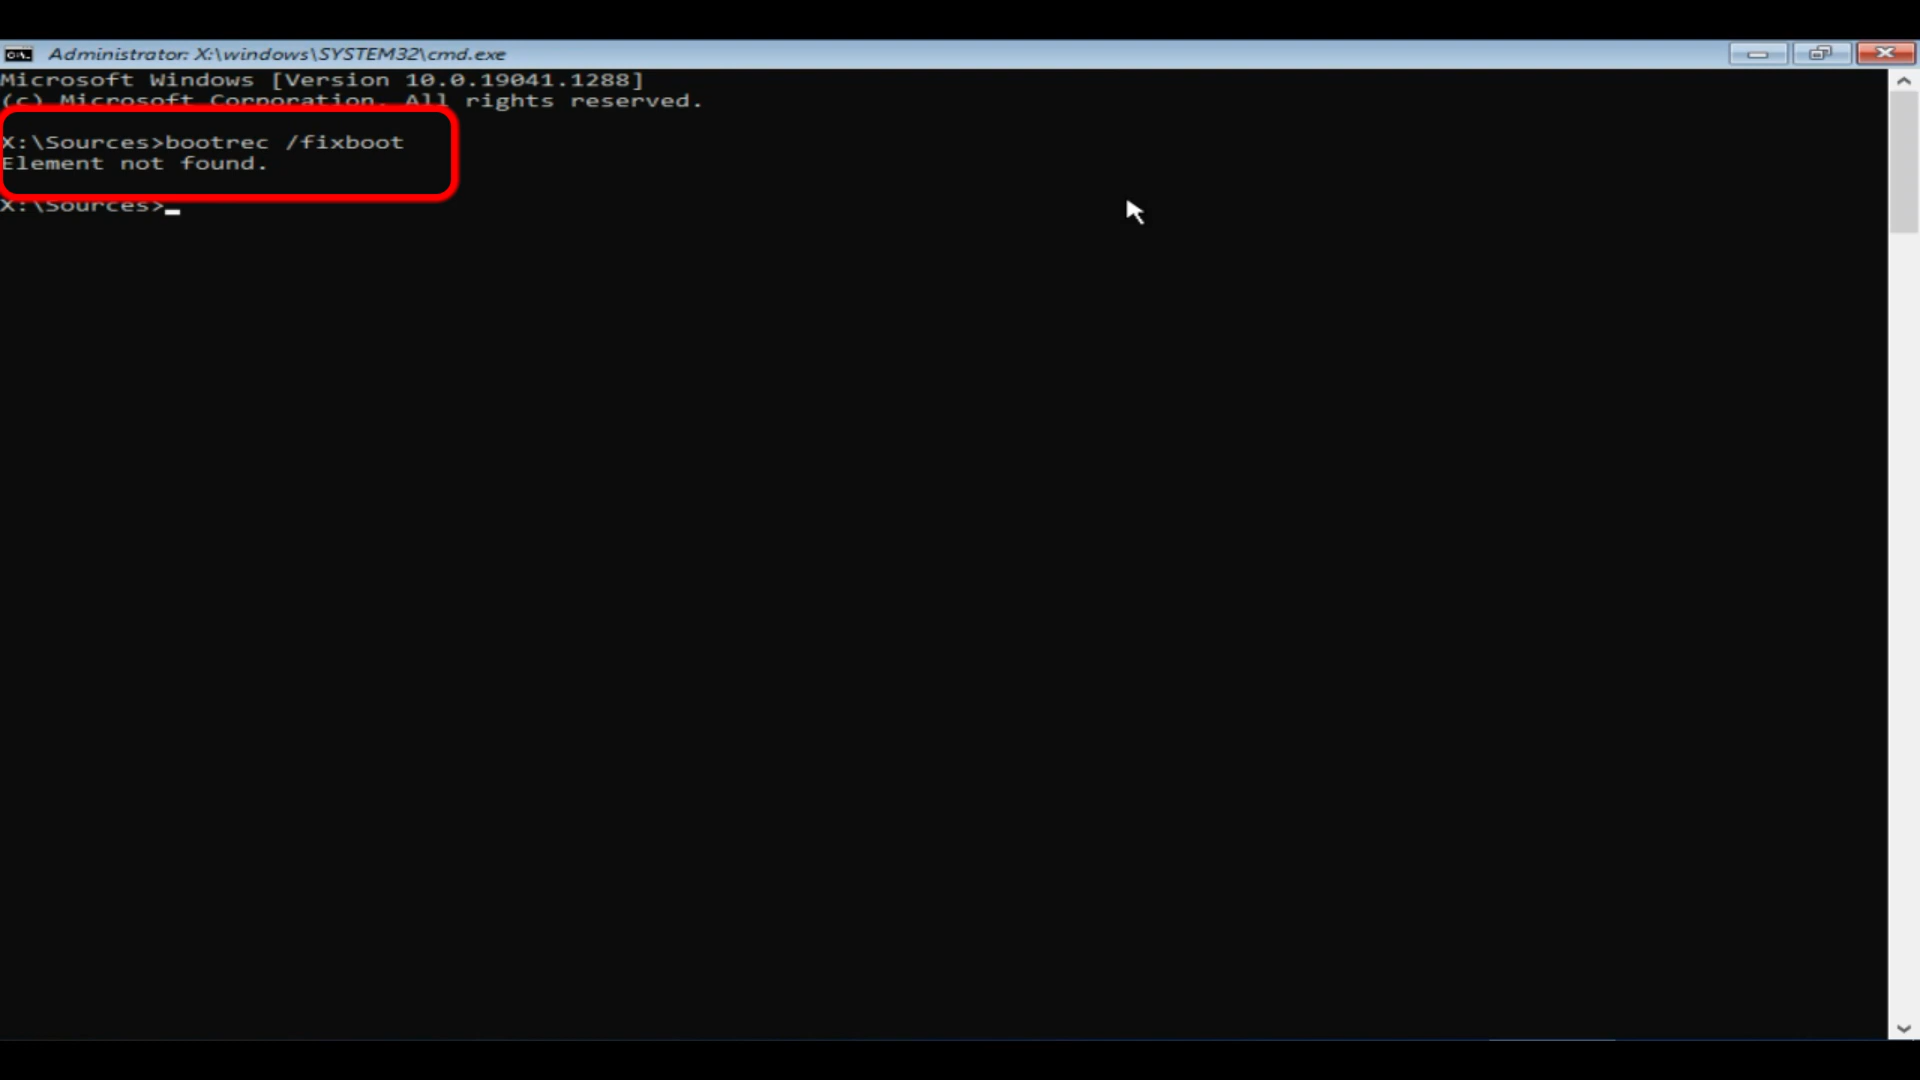 Administrator: X:\windows\SYSTEM32\cmd.exe
Microsoft Windows [Version 10.0.19041.1288]
(c) Microsoft Corporation. All rights reserved.
X:\Sources>bootrec /fixboot
Element not found.
X:\Sources>